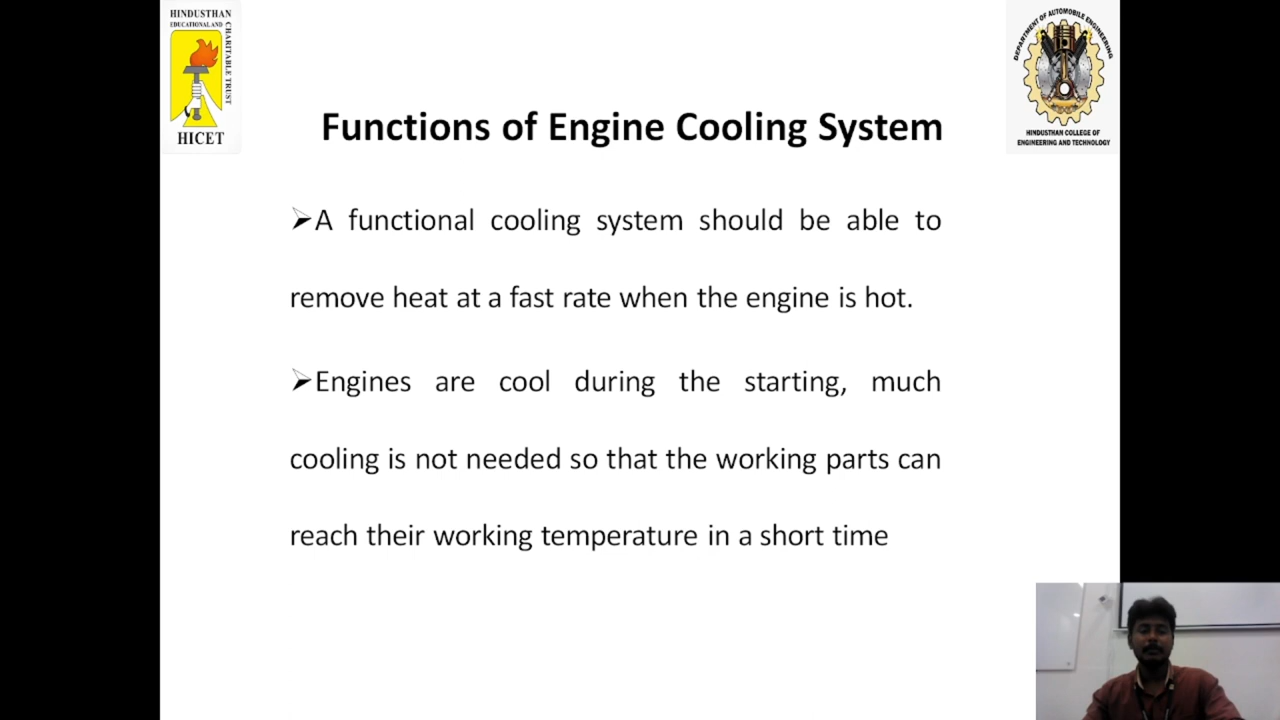 HINDUSTHAN
EDUCATIONAL AND
CHARITABLE TRUST
HICET
DEPARTMENT OF AUTOMOBILE ENGINEERING
HINDUSTHAN COLLEGE OF
ENGINEERING AND TECHNOLOGY
Functions of Engine Cooling System
➢A functional cooling system should be able to
remove heat at a fast rate when the engine is hot.
➢Engines are cool during the starting, much
cooling is not needed so that the working parts can
reach their working temperature in a short time